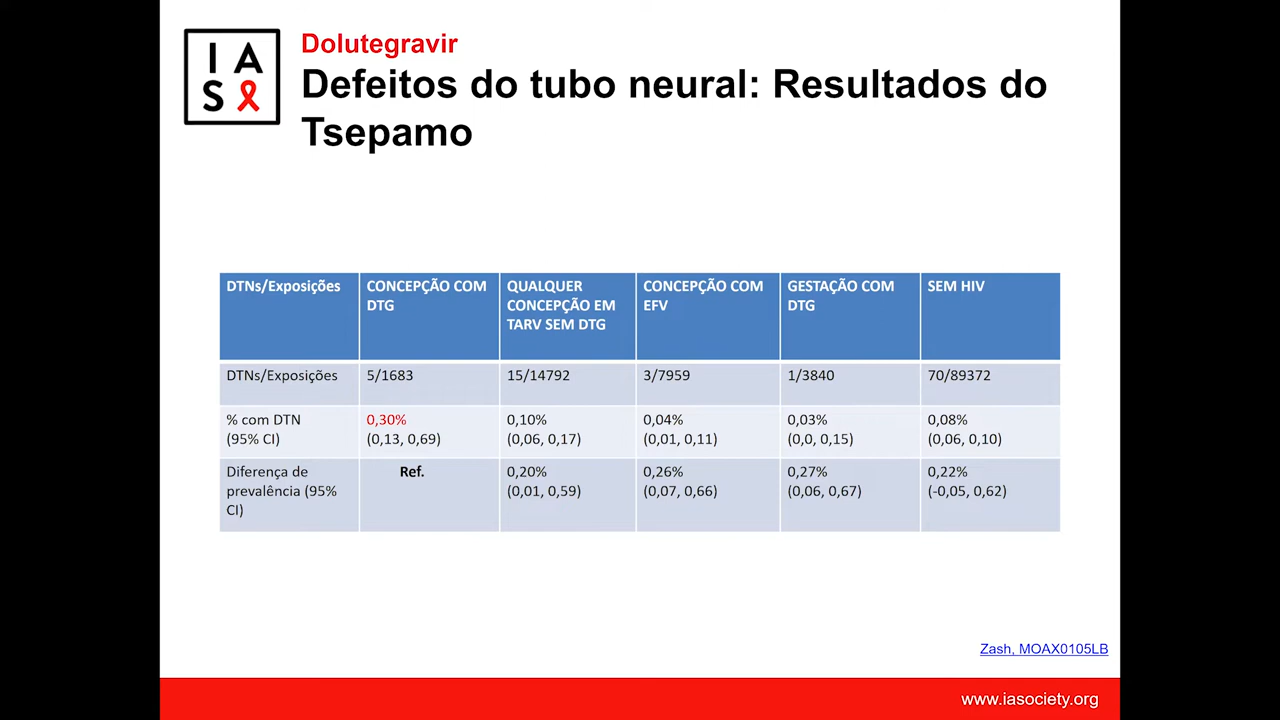 I A
S
Dolutegravir
Defeitos do tubo neural: Resultados do
Tsepamo
DTNs/Exposições
CONCEPÇÃO COM
DTG
QUALQUER
CONCEPÇÃO EM
TARV SEM DTG
CONCEPÇÃO COM
EFV
GESTAÇÃO COM
DTG
SEM HIV
DTNs/Exposições
5/1683
15/14792
3/7959
1/3840
70/89372
% com DTN
(95% CI)
0,30%
(0,13, 0,69)
0,10%
(0,06, 0,17)
0,04%
(0,01, 0,11)
0,03%
(0,0, 0,15)
0,08%
(0,06, 0,10)
Diferença de
prevalência (95%
CI)
Ref.
0,20%
(0,01, 0,59)
0,26%
(0,07, 0,66)
0,27%
(0,06, 0,67)
0,22%
(-0,05, 0,62)
Zash, MOAX0105LB
www.iasociety.org